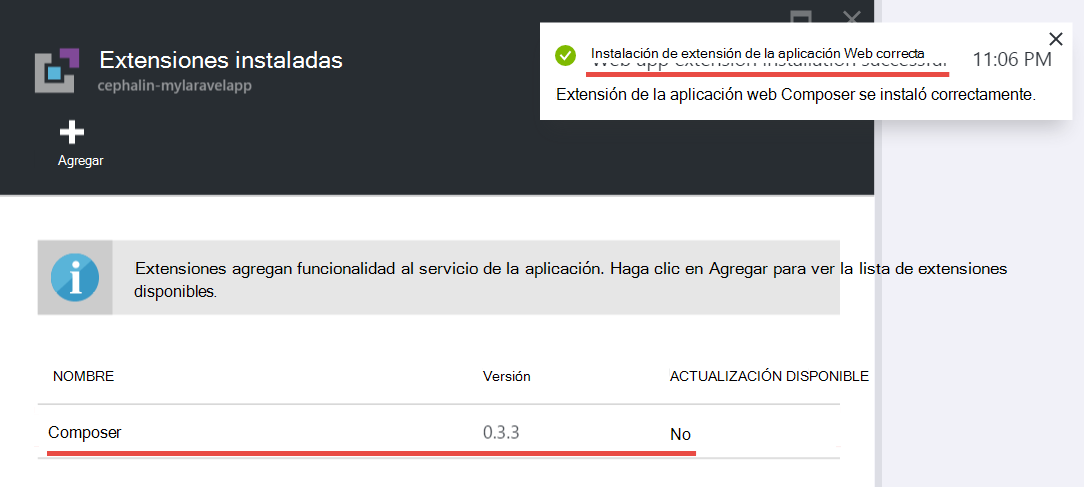 Extensiones instaladas
cephalin-mylaravelapp
Agregar
Instalación de extensión de la aplicación Web correcta
Web app extension installation successful
11:06 PM
Extensión de la aplicación web Composer se instaló correctamente.
Extensiones agregan funcionalidad al servicio de la aplicación. Haga clic en Agregar para ver la lista de extensiones
disponibles.
NOMBRE Versión ACTUALIZACIÓN DISPONIBLE
Composer 0.3.3 No